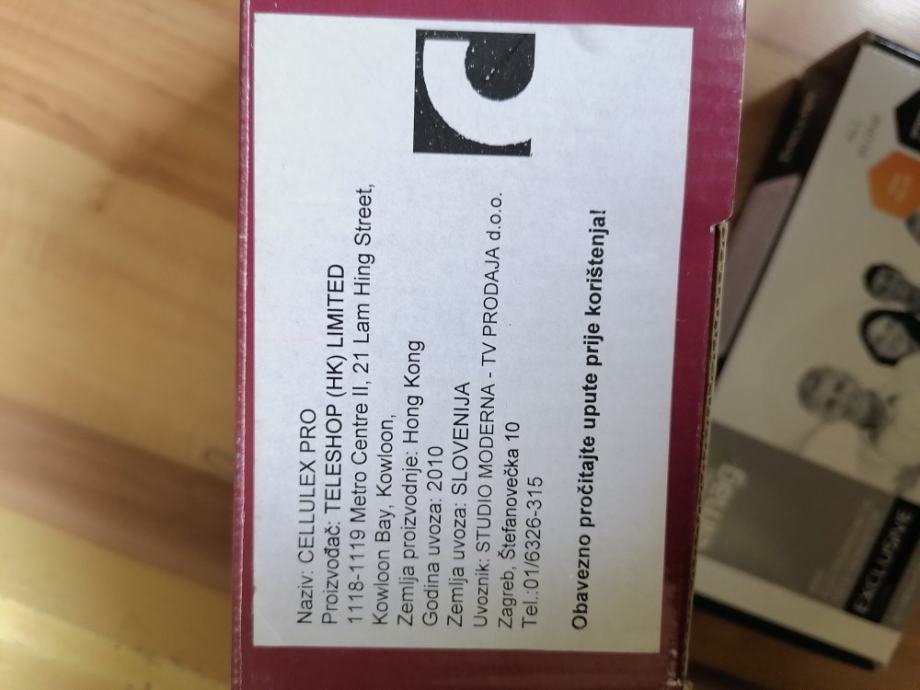 Naziv: CELLULEX PRO
Proizvođač: TELESHOP (HK) LIMITED
1118-1119 Metro Centre II, 21 Lam Hing Street,
Kowloon Bay, Kowloon,
Zemlja proizvodnje: Hong Kong
Godina uvoza: 2010
Zemlja uvoza: SLOVENIJA
Uvoznik: STUDIO MODERNA - TV PRODAJA d.o.o.
Zagreb, Štefanovečka 10
Tel.:01/6326-315
Obavezno pročitajte upute prije korištenja!
EXCLUSIVE